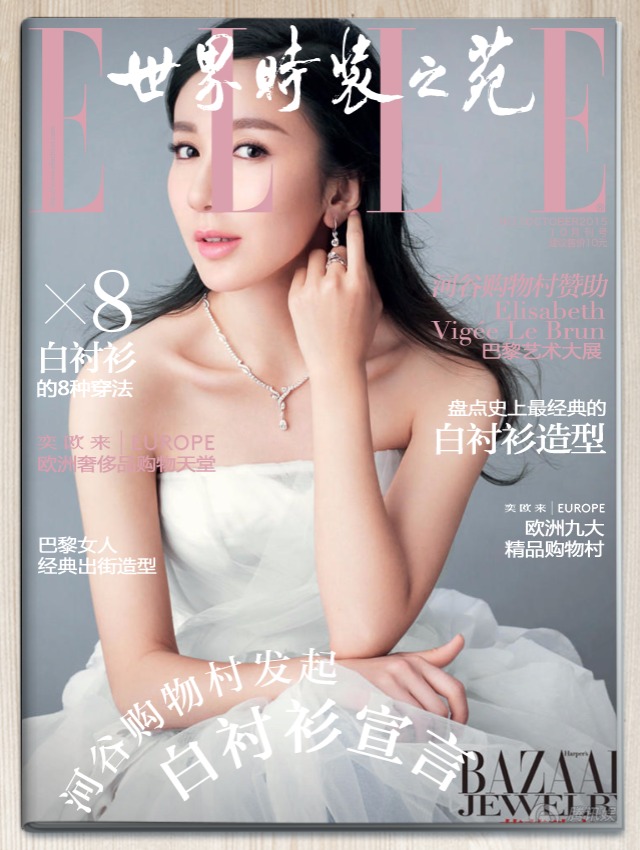 ELLE
世界時裝之苑
×8
白衬衫
的8种穿法
河谷购物村赞助
Elisabeth
Vigée Le Brun
巴黎艺术大展
盘点史上最经典的
白衬衫造型
奕欧来 | EUROPE
欧洲奢侈品购物天堂
奕欧来 | EUROPE
欧洲九大
精品购物村
巴黎女人
经典出街造型
河谷购物村发起
白衬衫宣言
Harper's
BAZAAR
JEWELRY